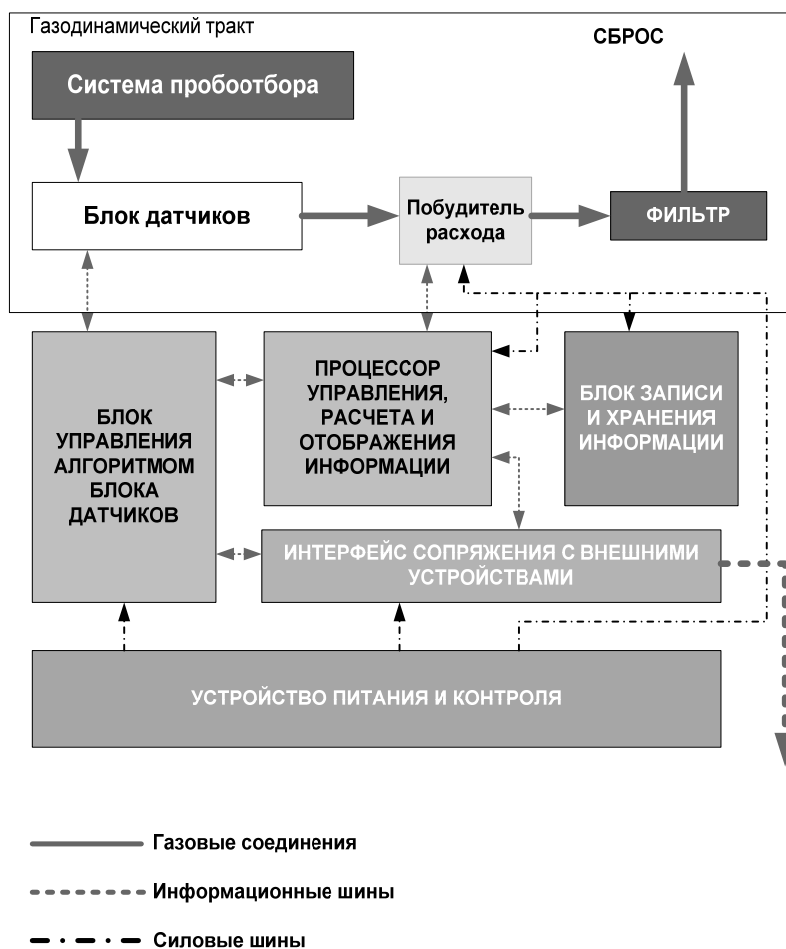 Газодинамический тракт
СБРОС
Система пробоотбора
Блок датчиков
Побудитель
расхода
ФИЛЬТР
БЛОК
УПРАВЛЕНИЯ
АЛГОРИТМОМ
БЛОКА
ДАТЧИКОВ
ПРОЦЕССОР
УПРАВЛЕНИЯ,
РАСЧЕТА И
ОТОБРАЖЕНИЯ
ИНФОРМАЦИИ
БЛОК ЗАПИСИ
И ХРАНЕНИЯ
ИНФОРМАЦИИ
ИНТЕРФЕЙС СОПРЯЖЕНИЯ С ВНЕШНИМИ
УСТРОЙСТВАМИ
УСТРОЙСТВО ПИТАНИЯ И КОНТРОЛЯ
Газовые соединения
Информационные шины
Силовые шины